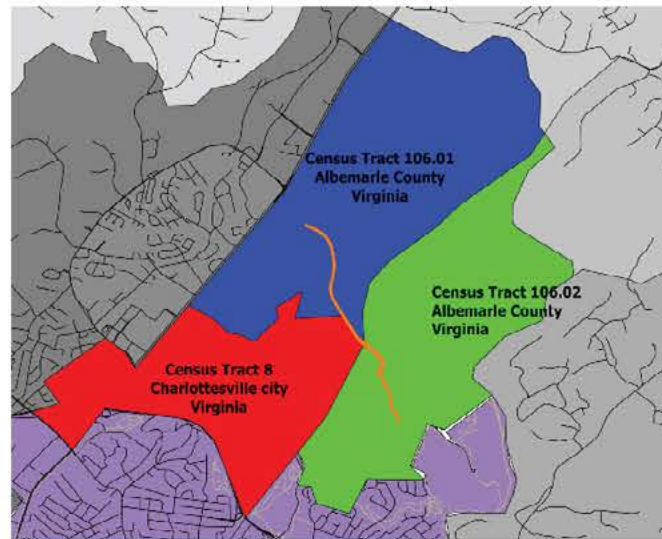 Census Tract 106.01
Albemarle County
Virginia
Census Tract 106.02
Albemarle County
Virginia
Census Tract 8
Charlottesville city
Virginia